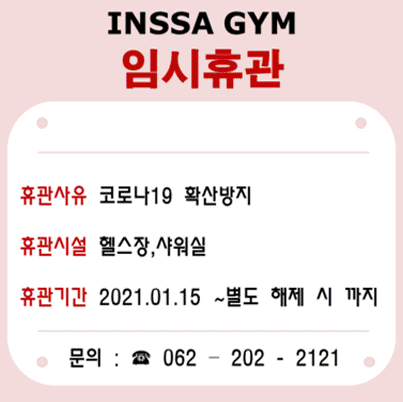 INSSA GYM
임시휴관
휴관사유 코로나19 확산방지
휴관시설 헬스장,샤워실
휴관기간 2021.01.15 ~별도 해제 시 까지
문의 : ☎ 062 - 202 - 2121